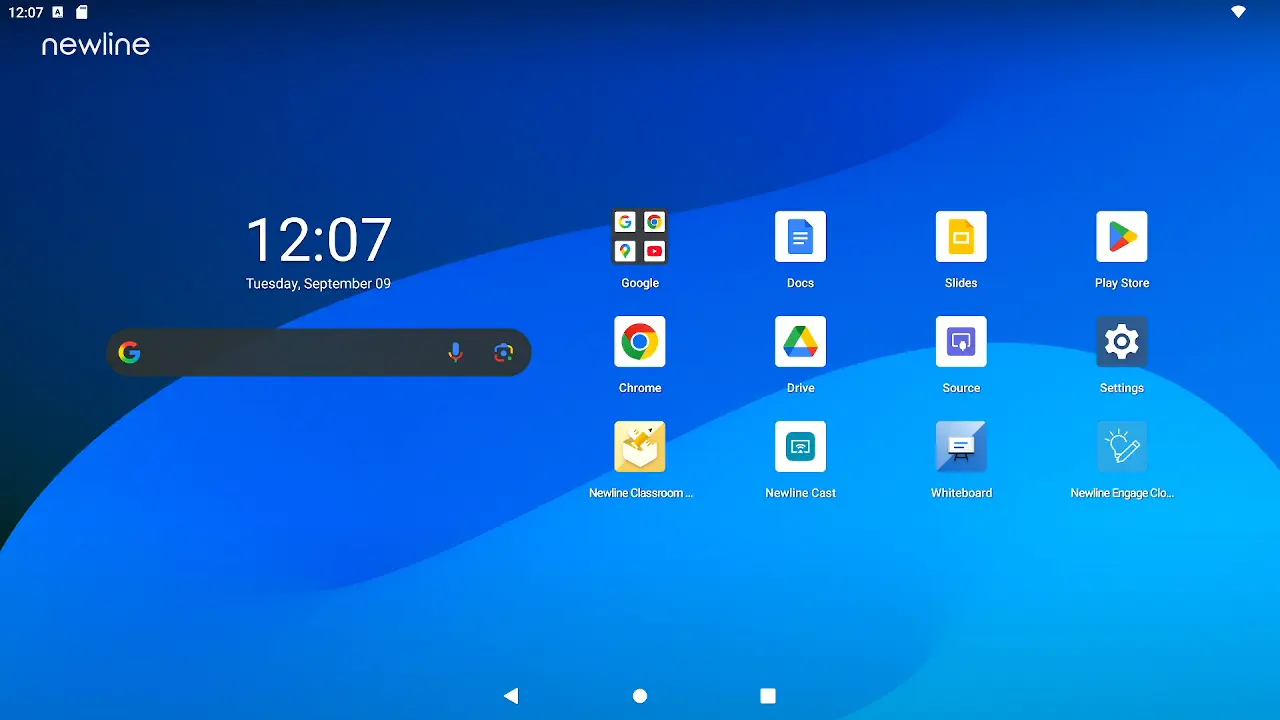 12:07
newline
12:07
Tuesday, September 09
Google
Docs
Slides
Play Store
Chrome
Drive
Source
Settings
Newline Classroom ...
Newline Cast
Whiteboard
Newline Engage Clo...